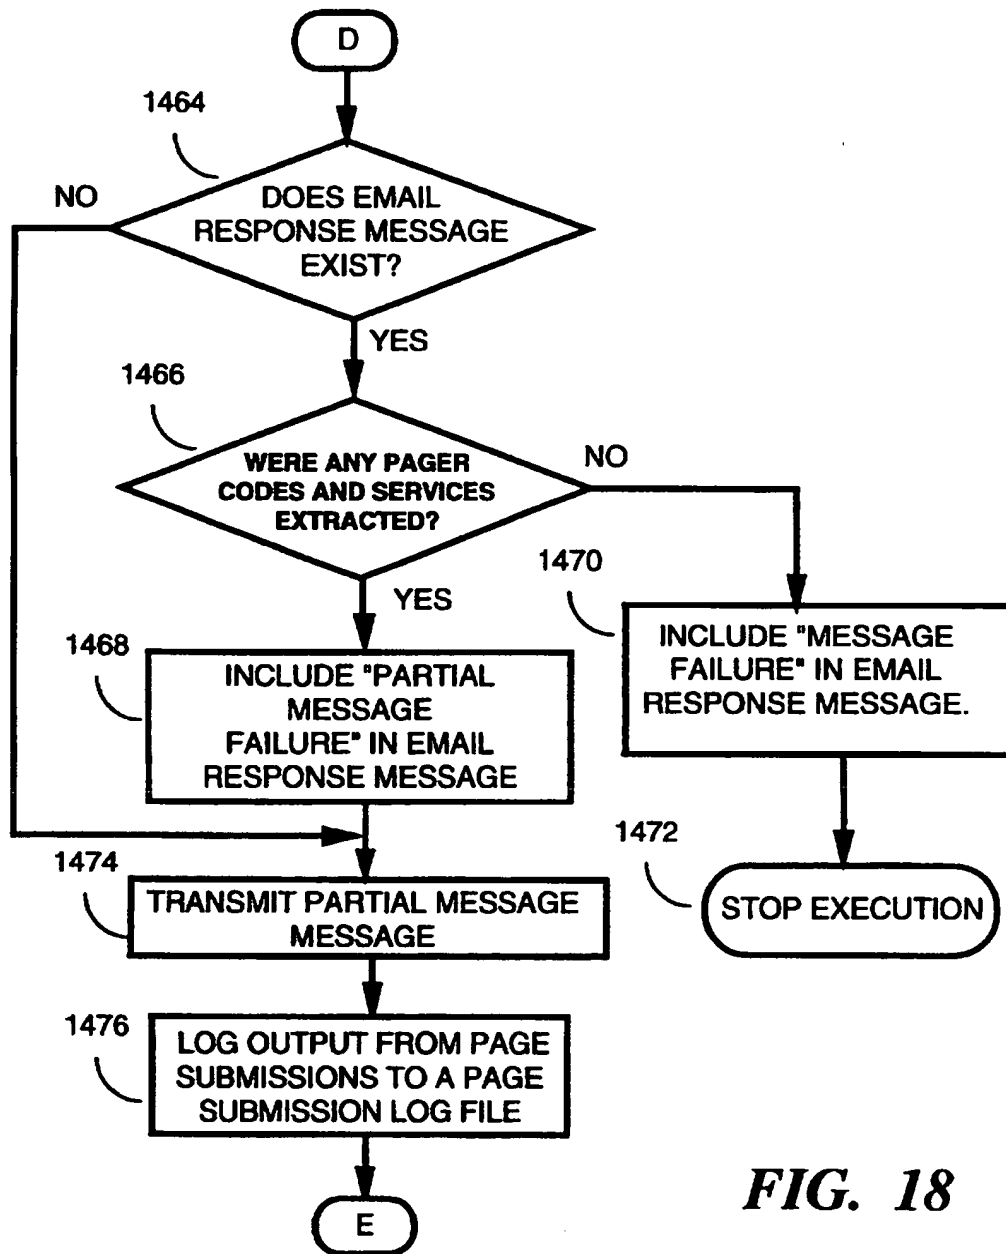 D
1464
NO
DOES EMAIL
RESPONSE MESSAGE
EXIST?
YES
1466
WERE ANY PAGER
CODES AND SERVICES
EXTRACTED?
NO
YES
1470
INCLUDE "MESSAGE
FAILURE" IN EMAIL
RESPONSE MESSAGE.
1468
INCLUDE "PARTIAL
MESSAGE
FAILURE" IN EMAIL
RESPONSE MESSAGE
1472
STOP EXECUTION
1474
TRANSMIT PARTIAL MESSAGE
MESSAGE
1476
LOG OUTPUT FROM PAGE
SUBMISSIONS TO A PAGE
SUBMISSION LOG FILE
E
FIG. 18